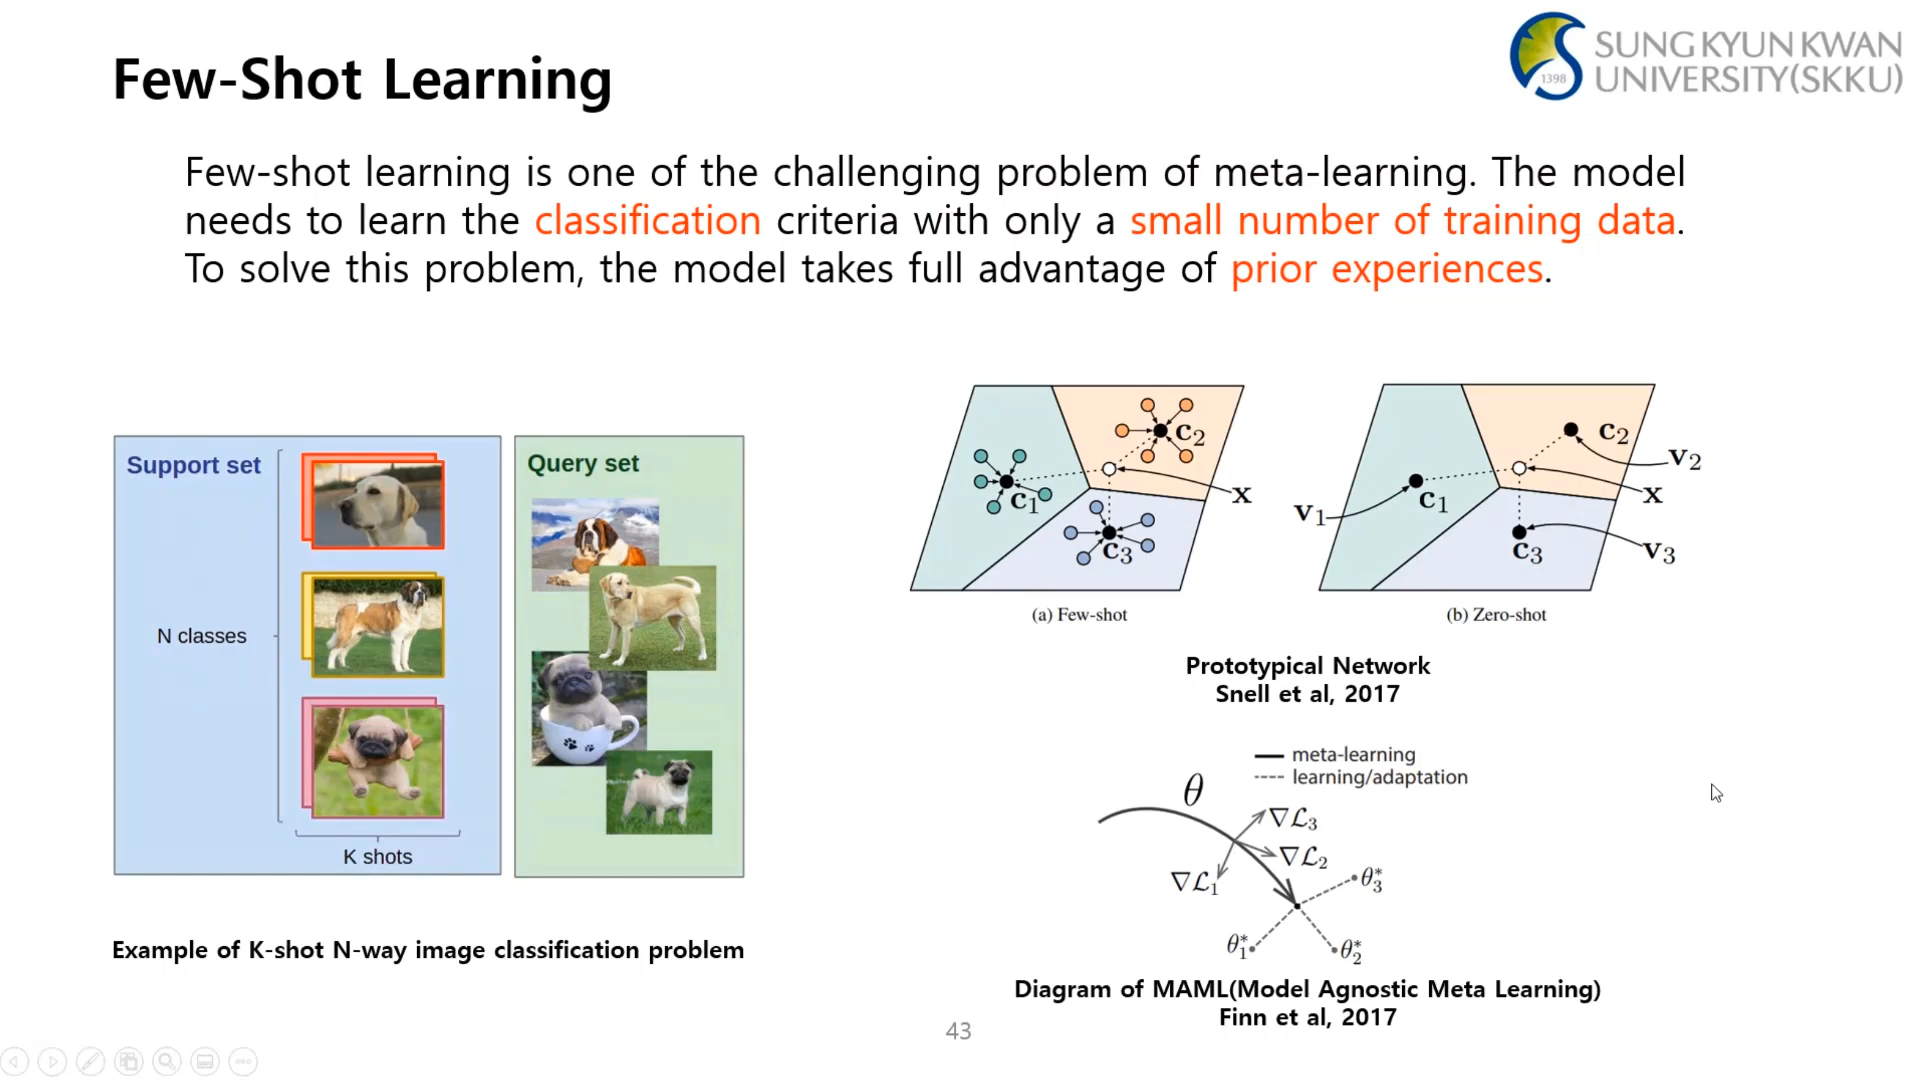 Few-Shot Learning
SUNG KYUN KWAN
UNIVERSITY(SKKU)
1398
Few-shot learning is one of the challenging problem of meta-learning. The model
needs to learn the classification criteria with only a small number of training data.
To solve this problem, the model takes full advantage of prior experiences.
Support set
N classes
K shots
Query set
Example of K-shot N-way image classification problem
c₁
c₂
c₃
x
(a) Few-shot
v₁
c₁
c₂
v₂
x
c₃
v₃
(b) Zero-shot
Prototypical Network
Snell et al, 2017
meta-learning
learning/adaptation
θ
∇ℒ₃
∇ℒ₂
∇ℒ₁
θ₃*
θ₁*
θ₂*
Diagram of MAML(Model Agnostic Meta Learning)
Finn et al, 2017
43